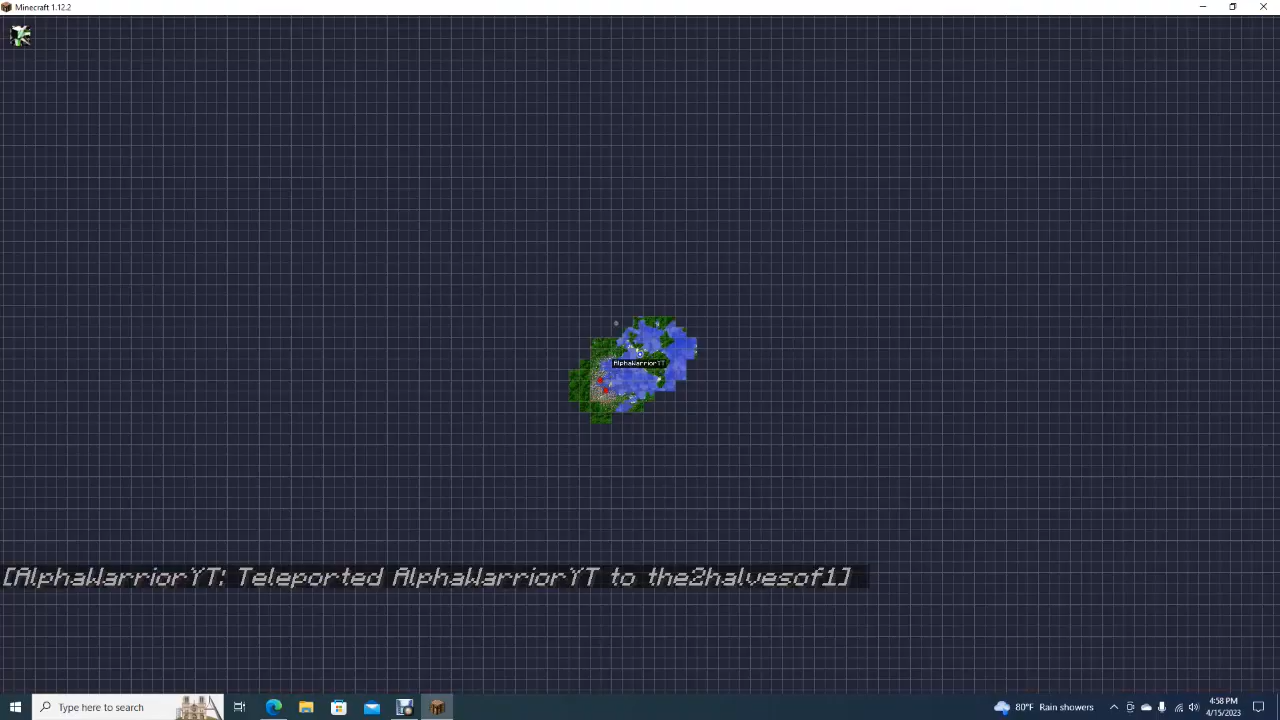 Minecraft 1.12.2
AlphaWarriorYT
[AlphaWarriorYT: Teleported AlphaWarriorYT to the2halvesof1]
Type here to search
80°F Rain showers
4:58 PM
4/15/2023